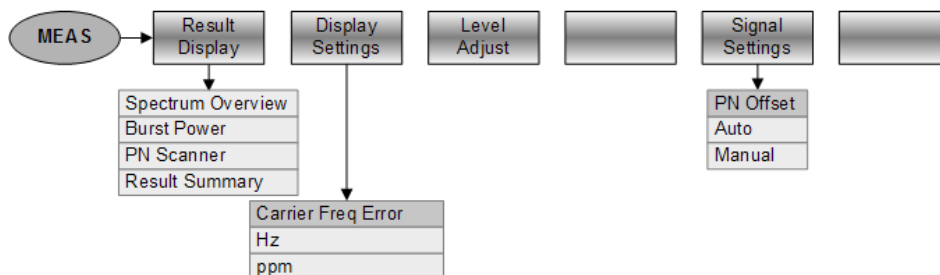 MEAS
Result
Display
Display
Settings
Level
Adjust
Signal
Settings
Spectrum Overview
Burst Power
PN Scanner
Result Summary
PN Offset
Auto
Manual
Carrier Freq Error
Hz
ppm